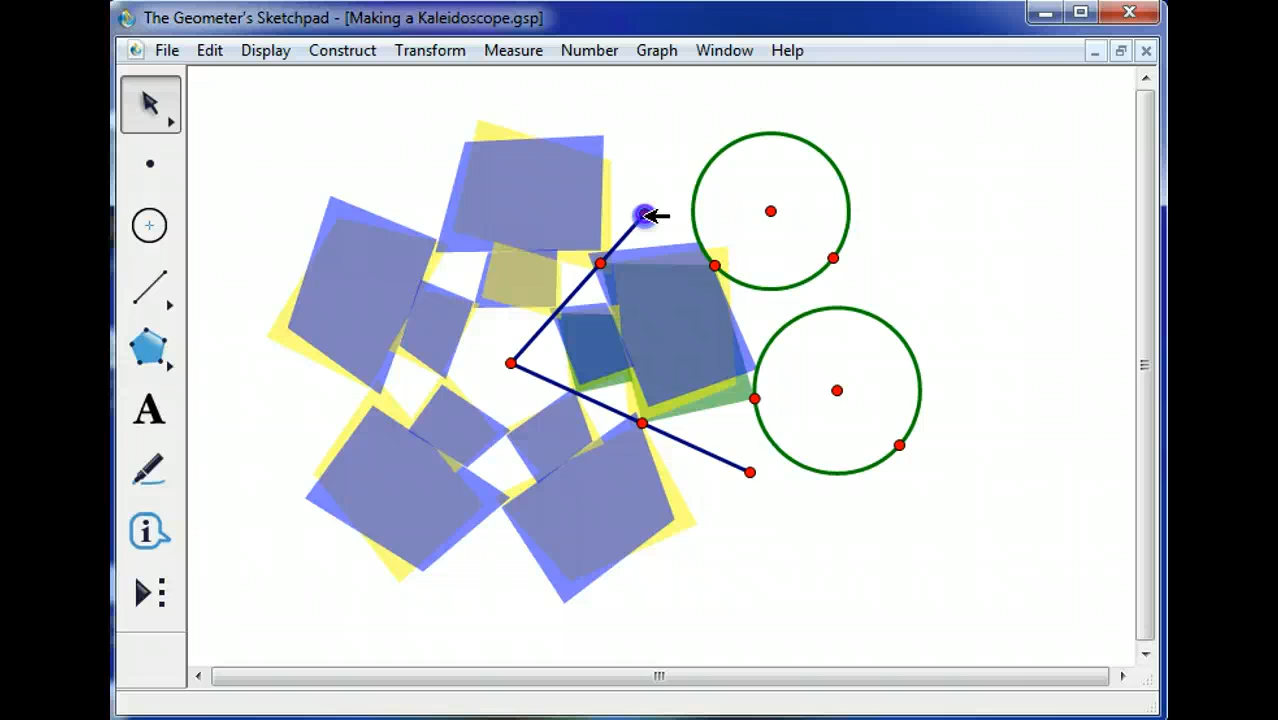 The Geometer's Sketchpad - [Making a Kaleidoscope.gsp]
File Edit Display Construct Transform Measure Number Graph Window Help
A
i